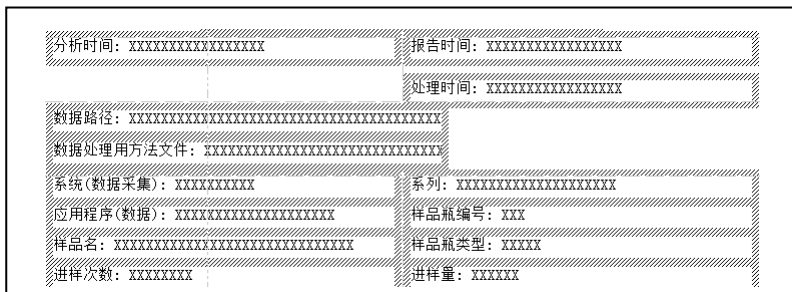 分析时间: XXXXXXXXXXXXXXXXX 报告时间: XXXXXXXXXXXXXXXXX
处理时间: XXXXXXXXXXXXXXXXX
数据路径: XXXXXXXXXXXXXXXXXXXXXXXXXXXXXXXXXXXXXXX
数据处理用方法文件: XXXXXXXXXXXXXXXXXXXXXXXXXXXXXX
系统(数据采集): XXXXXXXXXX 系列: XXXXXXXXXXXXXXXXXXXX
应用程序(数据): XXXXXXXXXXXXXXXXXXXX 样品瓶编号: XXX
样品名: XXXXXXXXXXXXXXXXXXXXXXXXXXXXXX 样品瓶类型: XXXXX
进样次数: XXXXXXXX 进样量: XXXXXX